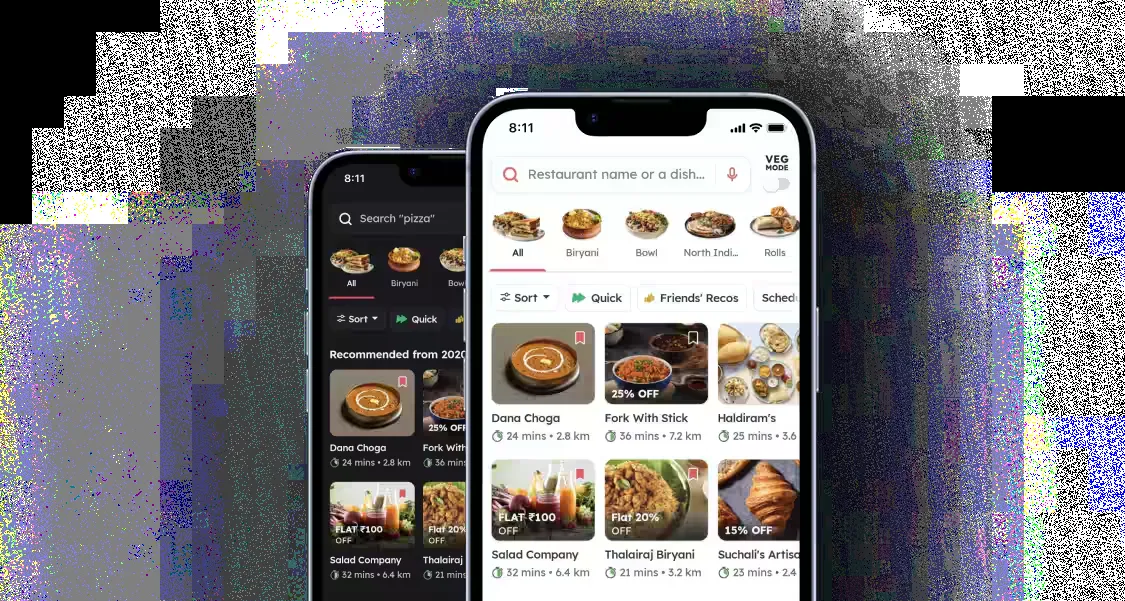 8:11
Search "pizza"
All
Biryani
Bow
Sort
Quick
Recommended from 2020
Dana Choga
24 mins • 2.8 km
25% OFF
Fork With
36 mins
FLAT ₹100
OFF
Salad Company
32 mins • 6.4 km
Flat 20%
OFF
Thalairaj
21 mins
8:11
Restaurant name or a dish...
VEG
MODE
All
Biryani
Bowl
North Indi...
Rolls
Sort
Quick
Friends' Recos
Schedu
Dana Choga
24 mins • 2.8 km
25% OFF
Fork With Stick
36 mins • 7.2 km
Haldiram's
25 mins • 3.6
FLAT ₹100
OFF
Salad Company
32 mins • 6.4 km
Flat 20%
OFF
Thalairaj Biryani
21 mins • 3.2 km
15% OFF
Suchali's Artisa
23 mins • 2.4